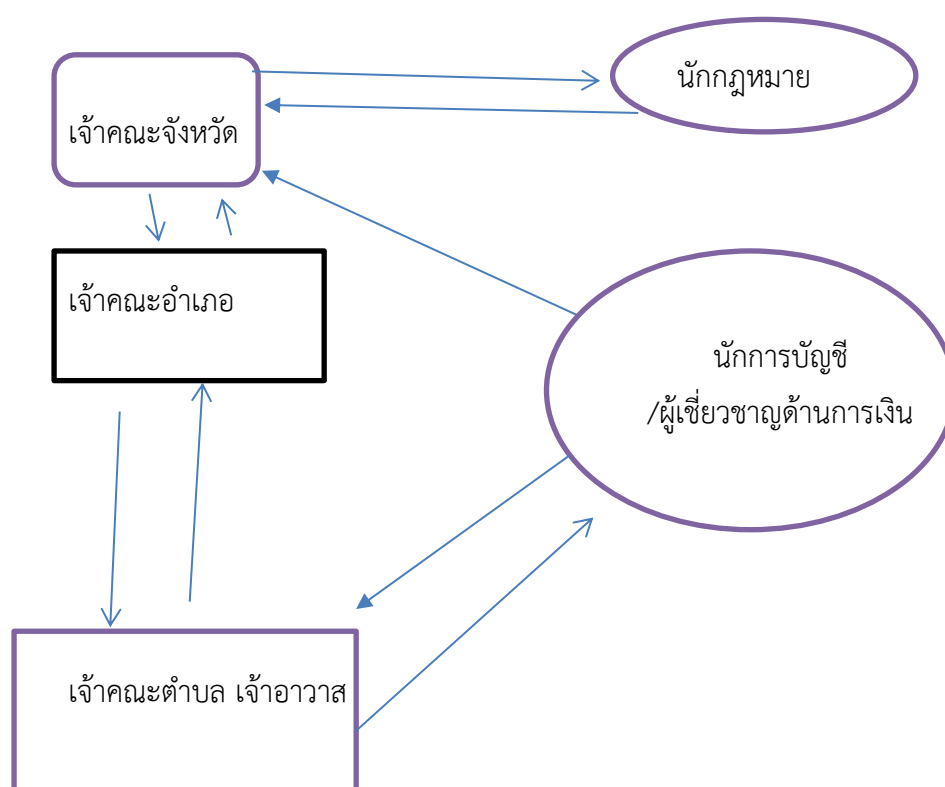 นักกฎหมาย
เจ้าคณะจังหวัด
เจ้าคณะอำเภอ
นักการบัญชี
/ผู้เชี่ยวชาญด้านการเงิน
เจ้าคณะตำบล เจ้าอาวาส